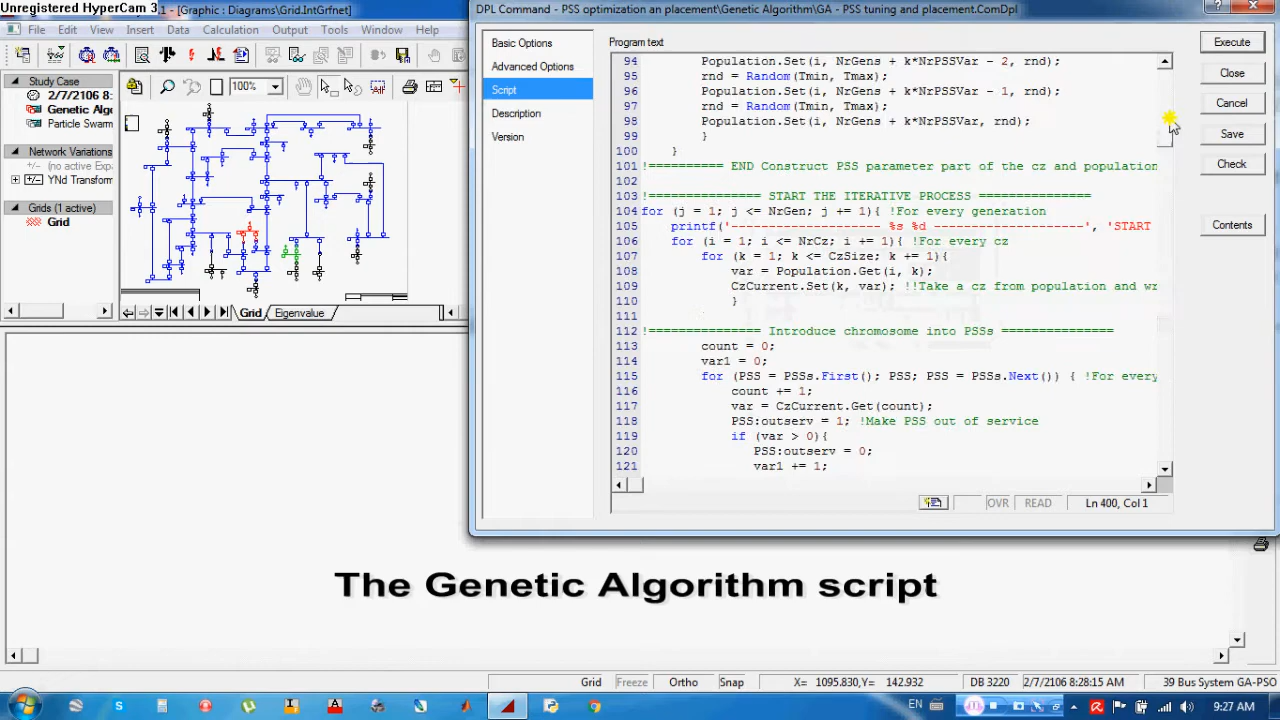 Unregistered HyperCam 3
.1 - [Graphic : Diagrams\Grid.IntGrfnet]
File Edit View Insert Data Calculation Output Tools Window Help
100%
Study Case
2/7/2106 8:
Genetic Algo
Particle Swarm
Network Variations
(no active Expa
YNd Transform
Grids (1 active)
Grid
Grid
Eigenvalue
DPL Command - PSS optimization an placement\Genetic Algorithm\GA - PSS tuning and placement.ComDpl
Basic Options
Advanced Options
Script
Description
Version
Program text
94 Population.Set(i, NrGens + k*NrPSSVar - 2, rnd);
95 rnd = Random(Tmin, Tmax);
96 Population.Set(i, NrGens + k*NrPSSVar - 1, rnd);
97 rnd = Random(Tmin, Tmax);
98 Population.Set(i, NrGens + k*NrPSSVar, rnd);
99 }
100 }
101 !========== END Construct PSS parameter part of the cz and population
102
103 !=============== START THE ITERATIVE PROCESS ===============
104 for (j = 1; j <= NrGen; j += 1){ !For every generation
105 printf('-------------------- %s %d --------------------', 'START
106 for (i = 1; i <= NrCz; i += 1){ !For every cz
107 for (k = 1; k <= CzSize; k += 1){
108 var = Population.Get(i, k);
109 CzCurrent.Set(k, var); !!Take a cz from population and wr
110 }
111
112 !=============== Introduce chromosome into PSSs ===============
113 count = 0;
114 var1 = 0;
115 for (PSS = PSSs.First(); PSS; PSS = PSSs.Next()) { !For every
116 count += 1;
117 var = CzCurrent.Get(count);
118 PSS:outserv = 1; !Make PSS out of service
119 if (var > 0){
120 PSS:outserv = 0;
121 var1 += 1;
OVR READ Ln 400, Col 1
Execute
Close
Cancel
Save
Check
Contents
The Genetic Algorithm script
Grid Freeze Ortho Snap X= 1095.830,Y= 142.932 DB 3220 2/7/2106 8:28:15 AM 39 Bus System GA-PSO
EN 9:27 AM